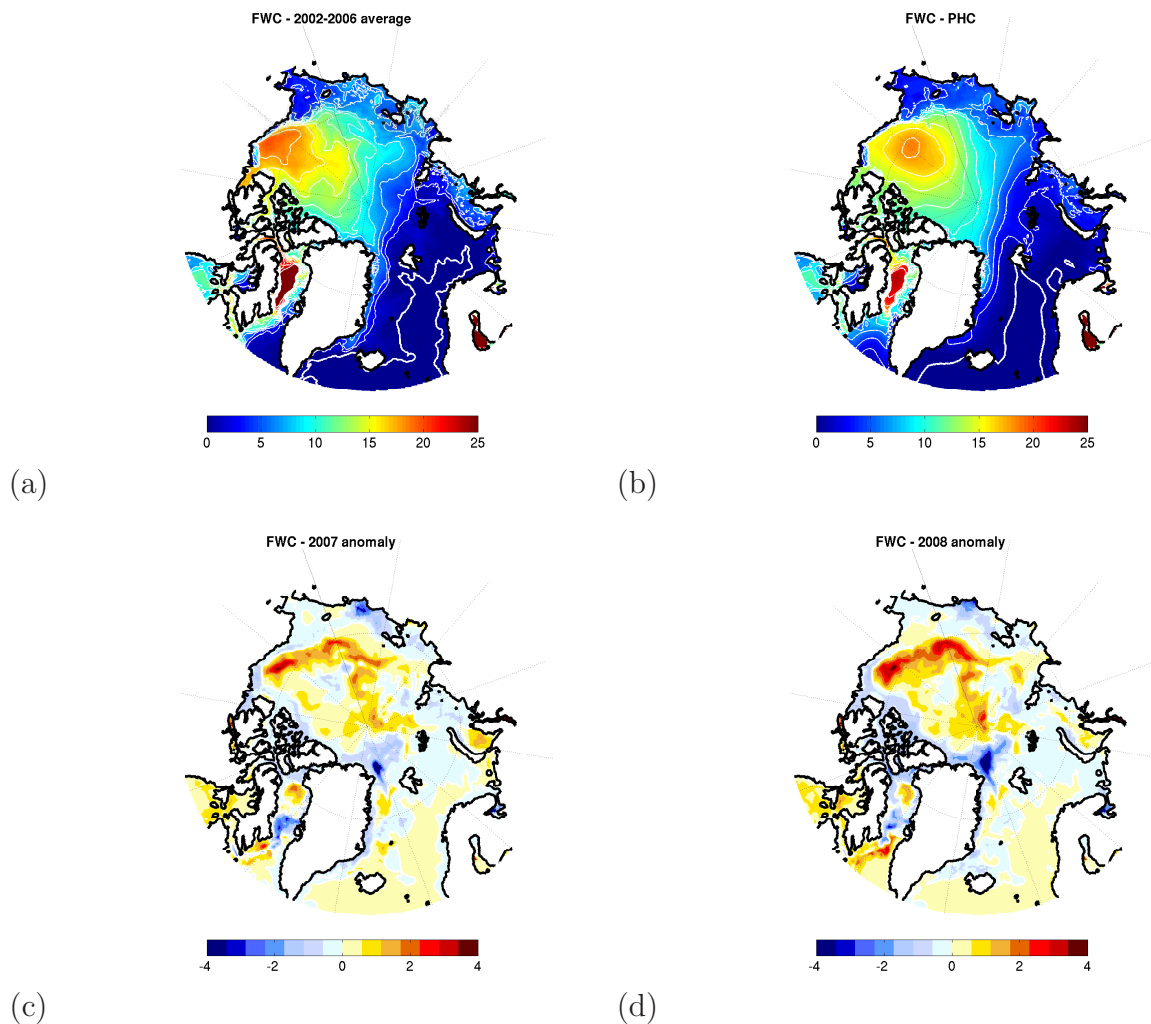 FWC - 2002-2006 average
FWC - PHC
0 5 10 15 20 25
0 5 10 15 20 25
(a)
(b)
FWC - 2007 anomaly
FWC - 2008 anomaly
-4 -2 0 2 4
-4 -2 0 2 4
(c)
(d)